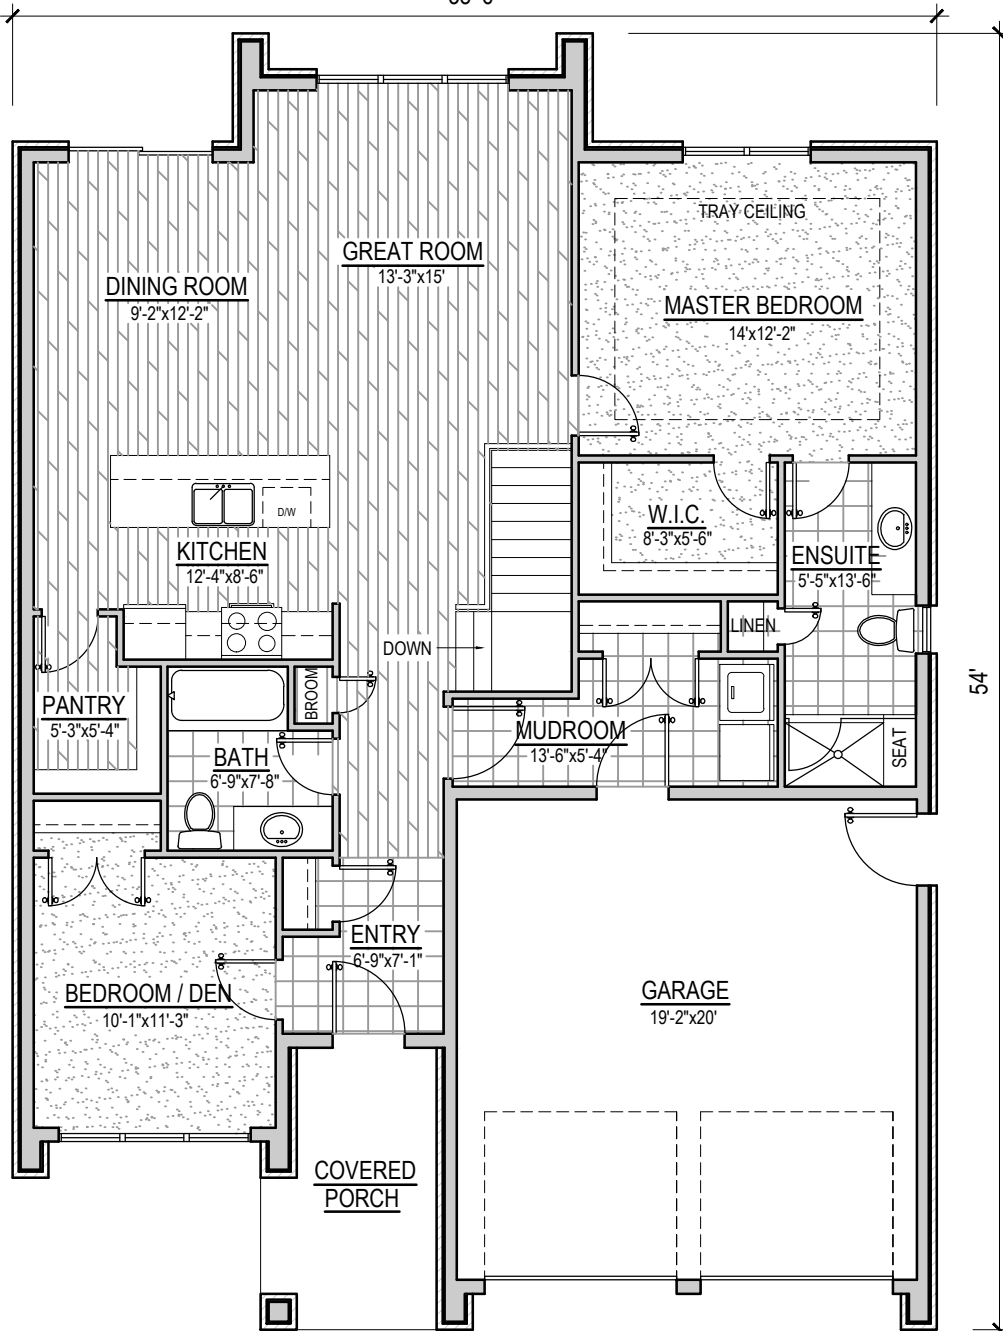 TRAY CEILING
GREAT ROOM
13'-3"x15'
DINING ROOM
9'-2"x12'-2"
MASTER BEDROOM
14'x12'-2"
D/W
W.I.C.
8'-3"x5'-6"
KITCHEN
12'-4"x8'-6"
ENSUITE
5'-5"x13'-6"
LINEN
DOWN
54'
BROOM
PANTRY
5'-3"x5'-4"
MUDROOM
13'-6"x5'-4"
SEAT
BATH
6'-9"x7'-8"
ENTRY
6'-9"x7'-1"
BEDROOM / DEN
10'-1"x11'-3"
GARAGE
19'-2"x20'
COVERED
PORCH